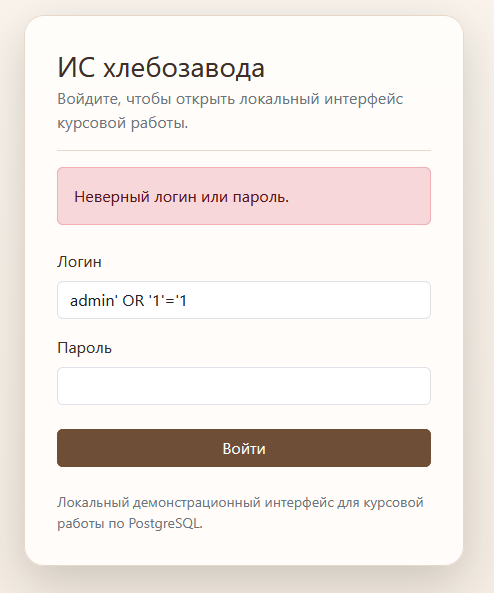 ИС хлебозавода
Войдите, чтобы открыть локальный интерфейс
курсовой работы.
Неверный логин или пароль.
Логин
admin' OR '1'='1
Пароль
Войти
Локальный демонстрационный интерфейс для курсовой
работы по PostgreSQL.